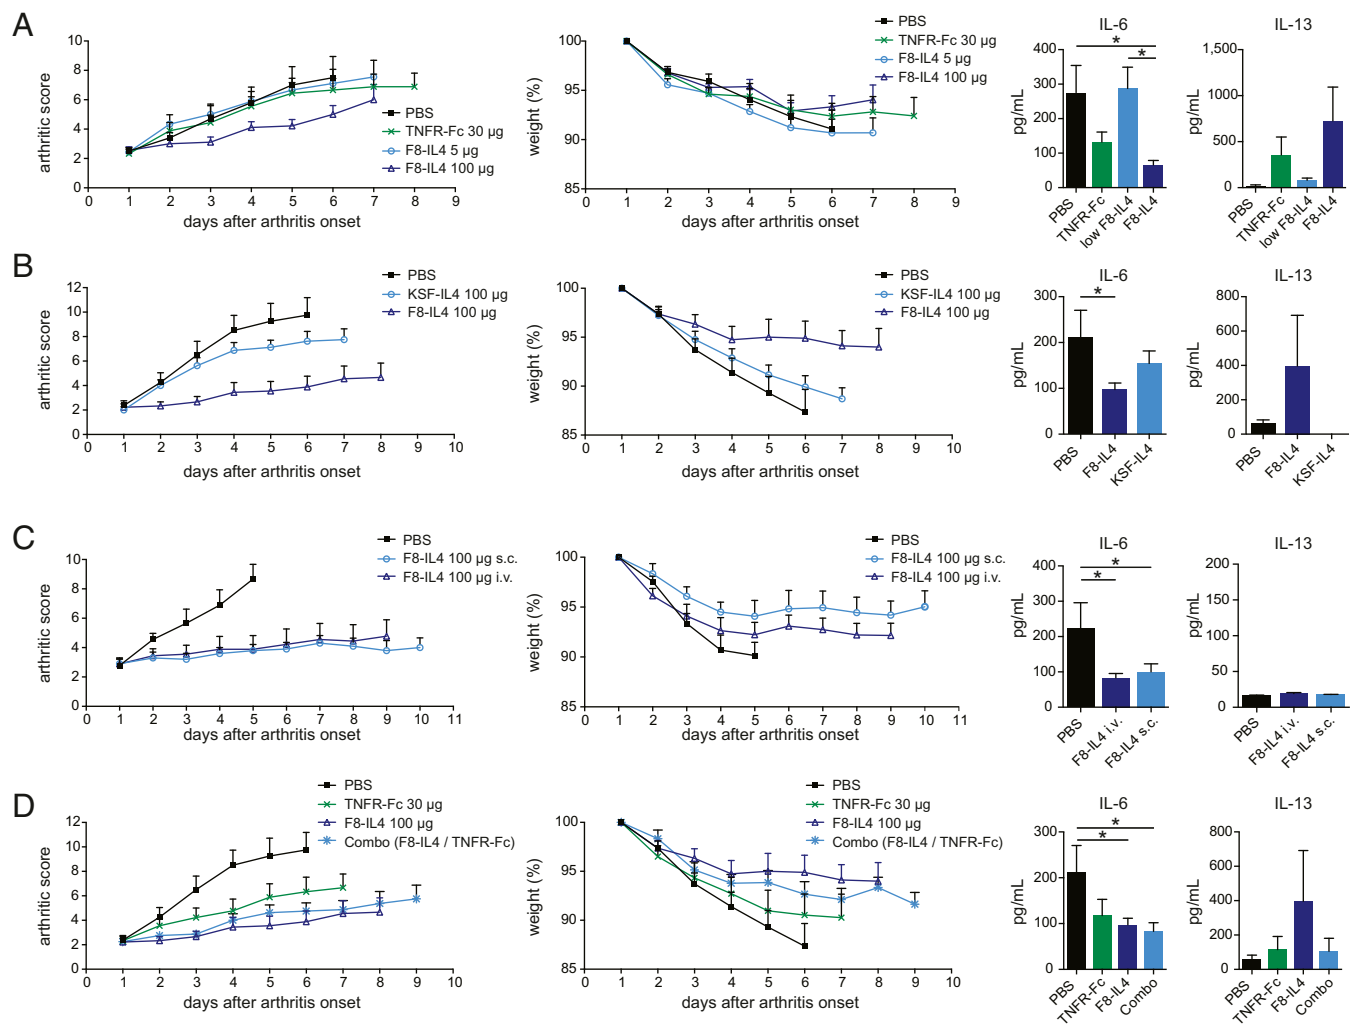 A
arthritic score
10
8
6
4
2
0
0 1 2 3 4 5 6 7 8 9
days after arthritis onset
PBS
TNFR-Fc 30 µg
F8-IL4 5 µg
F8-IL4 100 µg
weight (%)
100
95
90
85
0 1 2 3 4 5 6 7 8 9
days after arthritis onset
PBS
TNFR-Fc 30 µg
F8-IL4 5 µg
F8-IL4 100 µg
IL-6
pg/mL
400
300
200
100
0
* *
PBS
TNFR-Fc
low F8-IL4
F8-IL4
IL-13
pg/mL
1,500
1000
500
0
PBS
TNFR-Fc
low F8-IL4
F8-IL4
B
arthritic score
12
10
8
6
4
2
0
0 1 2 3 4 5 6 7 8 9 10
days after arthritis onset
PBS
KSF-IL4 100 µg
F8-IL4 100 µg
weight (%)
100
95
90
85
0 1 2 3 4 5 6 7 8 9 10
days after arthritis onset
PBS
KSF-IL4 100 µg
F8-IL4 100 µg
IL-6
pg/mL
300
200
100
0
*
PBS
F8-IL4
KSF-IL4
IL-13
pg/mL
800
600
400
200
0
PBS
F8-IL4
KSF-IL4
C
arthritic score
10
8
6
4
2
0
0 1 2 3 4 5 6 7 8 9 10 11
days after arthritis onset
PBS
F8-IL4 100 µg s.c.
F8-IL4 100 µg i.v.
weight (%)
100
95
90
85
0 1 2 3 4 5 6 7 8 9 10 11
days after arthritis onset
PBS
F8-IL4 100 µg s.c.
F8-IL4 100 µg i.v.
IL-6
pg/mL
400
300
200
100
0
* *
PBS
F8-IL4 i.v.
F8-IL4 s.c.
IL-13
pg/mL
200
150
100
50
0
PBS
F8-IL4 i.v.
F8-IL4 s.c.
D
arthritic score
12
10
8
6
4
2
0
0 1 2 3 4 5 6 7 8 9 10
days after arthritis onset
PBS
TNFR-Fc 30 µg
F8-IL4 100 µg
Combo (F8-IL4 / TNFR-Fc)
weight (%)
100
95
90
85
0 1 2 3 4 5 6 7 8 9 10
days after arthritis onset
PBS
TNFR-Fc 30 µg
F8-IL4 100 µg
Combo (F8-IL4 / TNFR-Fc)
IL-6
pg/mL
300
200
100
0
* *
PBS
TNFR-Fc
F8-IL4
Combo
IL-13
pg/mL
800
600
400
200
0
PBS
TNFR-Fc
F8-IL4
Combo